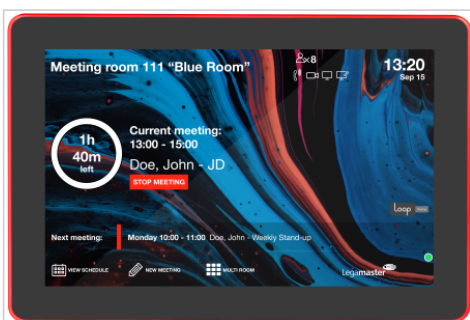 Meeting room 111 “Blue Room”
x8
13:20
Sep 15
1h
40m
left
Current meeting:
13:00 - 15:00
Doe, John - JD
STOP MEETING
Loop
Next meeting:
Monday 10:00 - 11:00 Doe, John - Weekly Stand-up
VIEW SCHEDULE
NEW MEETING
MULTI ROOM
Legamaster